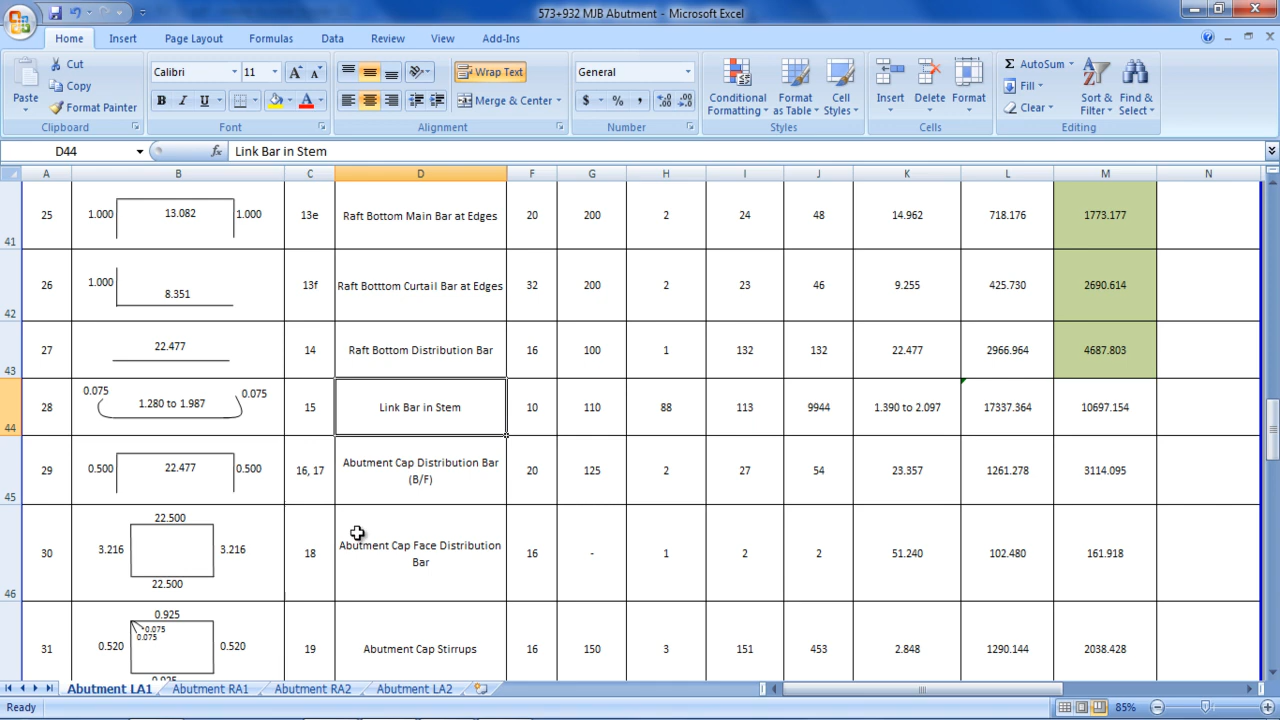 573+932 MJB Abutment - Microsoft Excel
Home Insert Page Layout Formulas Data Review View Add-Ins
Paste
Cut
Copy
Format Painter
Clipboard
Calibri 11
Font
Wrap Text
Merge & Center
Alignment
General
$ % ,
Number
Conditional Formatting
Format as Table
Cell Styles
Styles
Insert
Delete
Format
Cells
AutoSum
Fill
Clear
Sort & Filter
Find & Select
Editing
D44 fx Link Bar in Stem
A B C D F G H I J K L M N
41 25 1.000 13.082 1.000 13e Raft Bottom Main Bar at Edges 20 200 2 24 48 14.962 718.176 1773.177
42 26 1.000 8.351 13f Raft Botttom Curtail Bar at Edges 32 200 2 23 46 9.255 425.730 2690.614
43 27 22.477 14 Raft Bottom Distribution Bar 16 100 1 132 132 22.477 2966.964 4687.803
44 28 0.075 1.280 to 1.987 0.075 15 Link Bar in Stem 10 110 88 113 9944 1.390 to 2.097 17337.364 10697.154
45 29 0.500 22.477 0.500 16, 17 Abutment Cap Distribution Bar (B/F) 20 125 2 27 54 23.357 1261.278 3114.095
46 30 22.500 3.216 3.216 22.500 18 Abutment Cap Face Distribution Bar 16 - 1 2 2 51.240 102.480 161.918
31 0.925 0.075 0.075 0.520 0.520 19 Abutment Cap Stirrups 16 150 3 151 453 2.848 1290.144 2038.428
Abutment LA1 Abutment RA1 Abutment RA2 Abutment LA2
Ready 85%